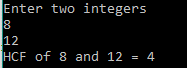 Enter two integers
8
12
HCF of 8 and 12 = 4